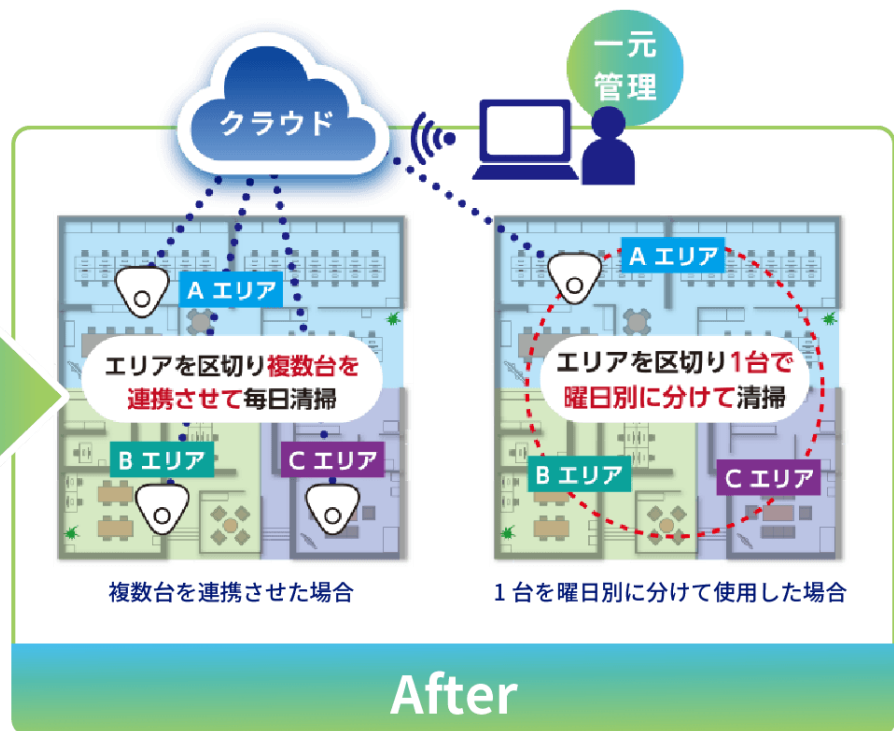 一元
管理
クラウド
A エリア
エリアを区切り複数台を
連携させて毎日清掃
B エリア
C エリア
複数台を連携させた場合
A エリア
エリアを区切り1台で
曜日別に分けて清掃
B エリア
C エリア
1 台を曜日別に分けて使用した場合
After